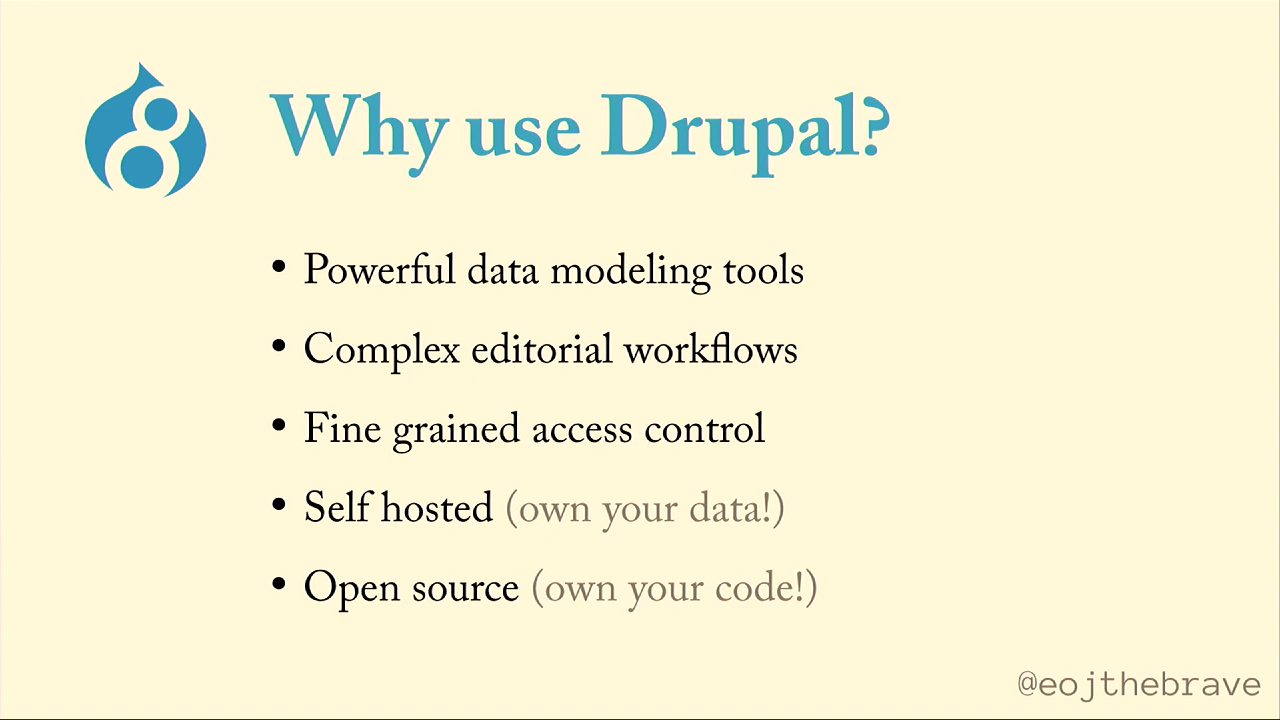 Why use Drupal?
• Powerful data modeling tools
• Complex editorial workflows
• Fine grained access control
• Self hosted (own your data!)
• Open source (own your code!)
@eojthebrave